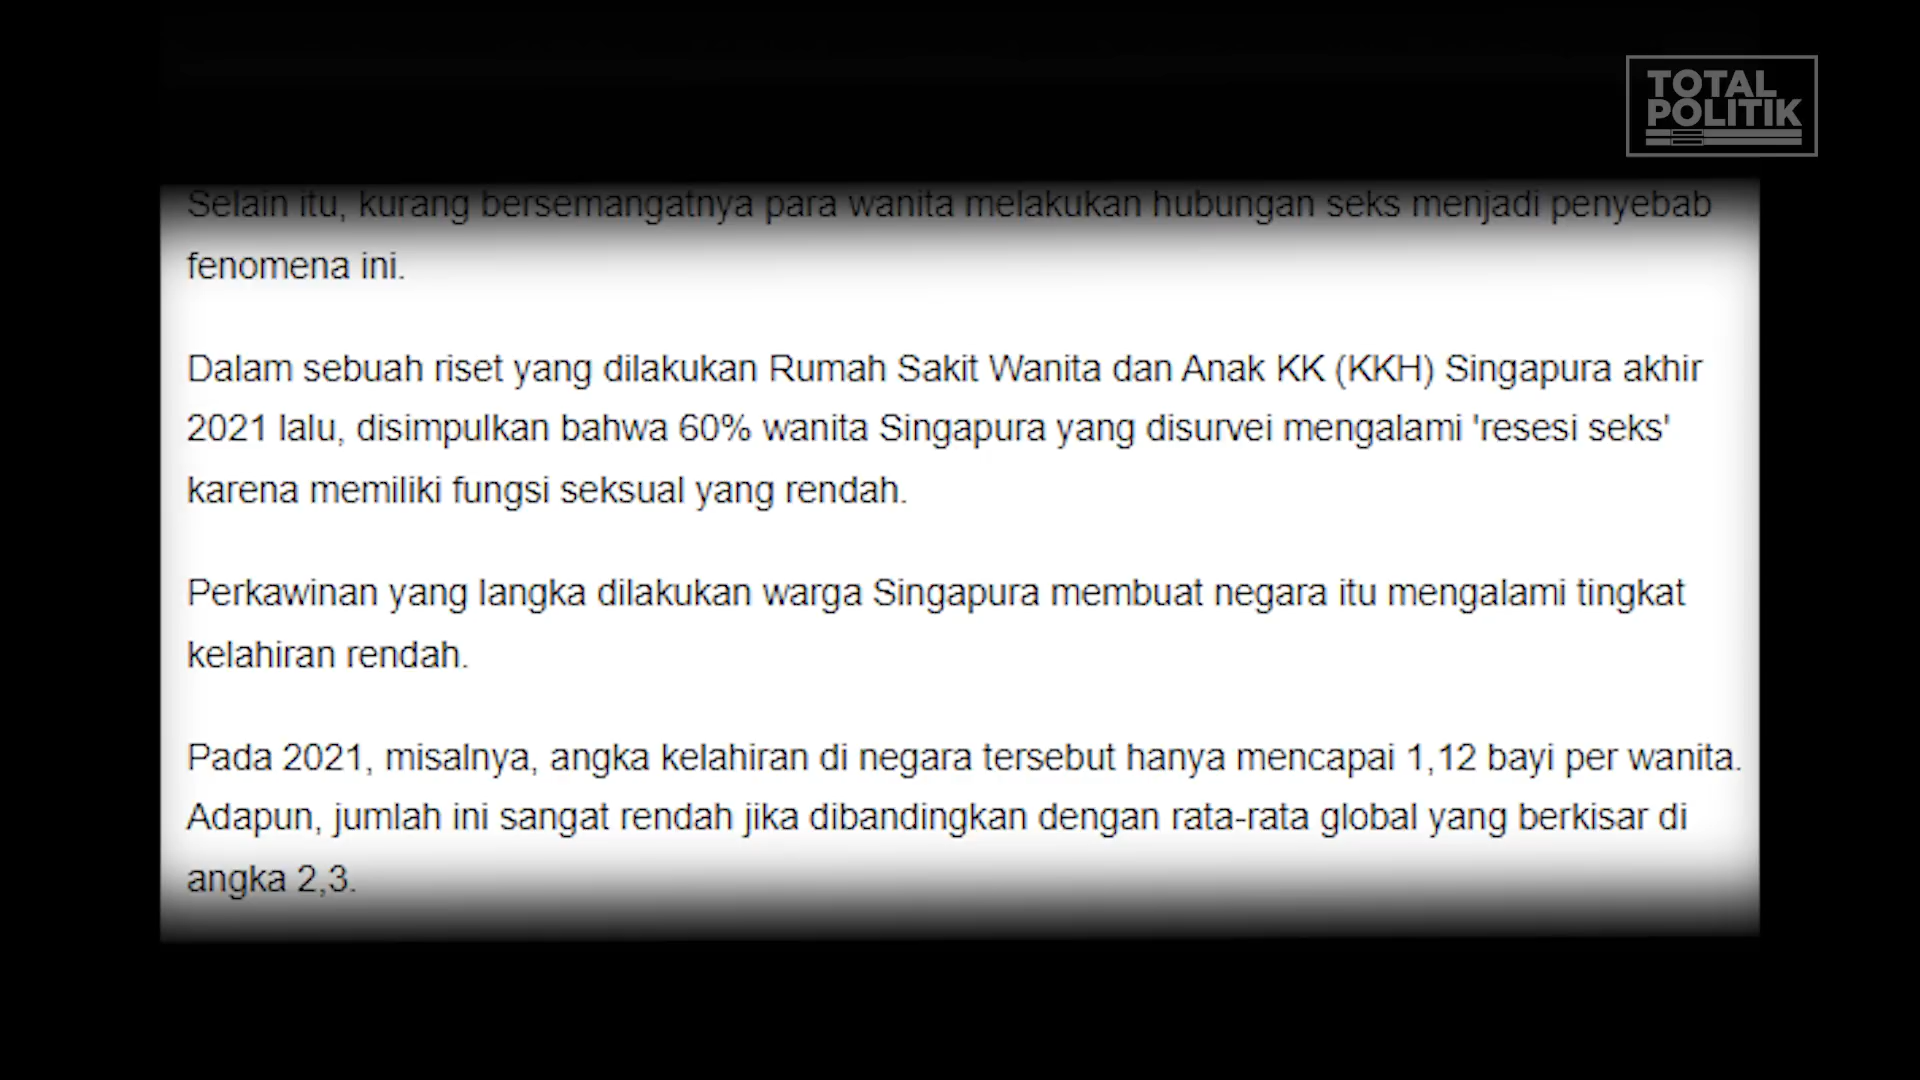 TOTAL
POLITIK
Selain itu, kurang bersemangatnya para wanita melakukan hubungan seks menjadi penyebab
fenomena ini.
Dalam sebuah riset yang dilakukan Rumah Sakit Wanita dan Anak KK (KKH) Singapura akhir
2021 lalu, disimpulkan bahwa 60% wanita Singapura yang disurvei mengalami 'resesi seks'
karena memiliki fungsi seksual yang rendah.
Perkawinan yang langka dilakukan warga Singapura membuat negara itu mengalami tingkat
kelahiran rendah.
Pada 2021, misalnya, angka kelahiran di negara tersebut hanya mencapai 1,12 bayi per wanita.
Adapun, jumlah ini sangat rendah jika dibandingkan dengan rata-rata global yang berkisar di
angka 2,3.